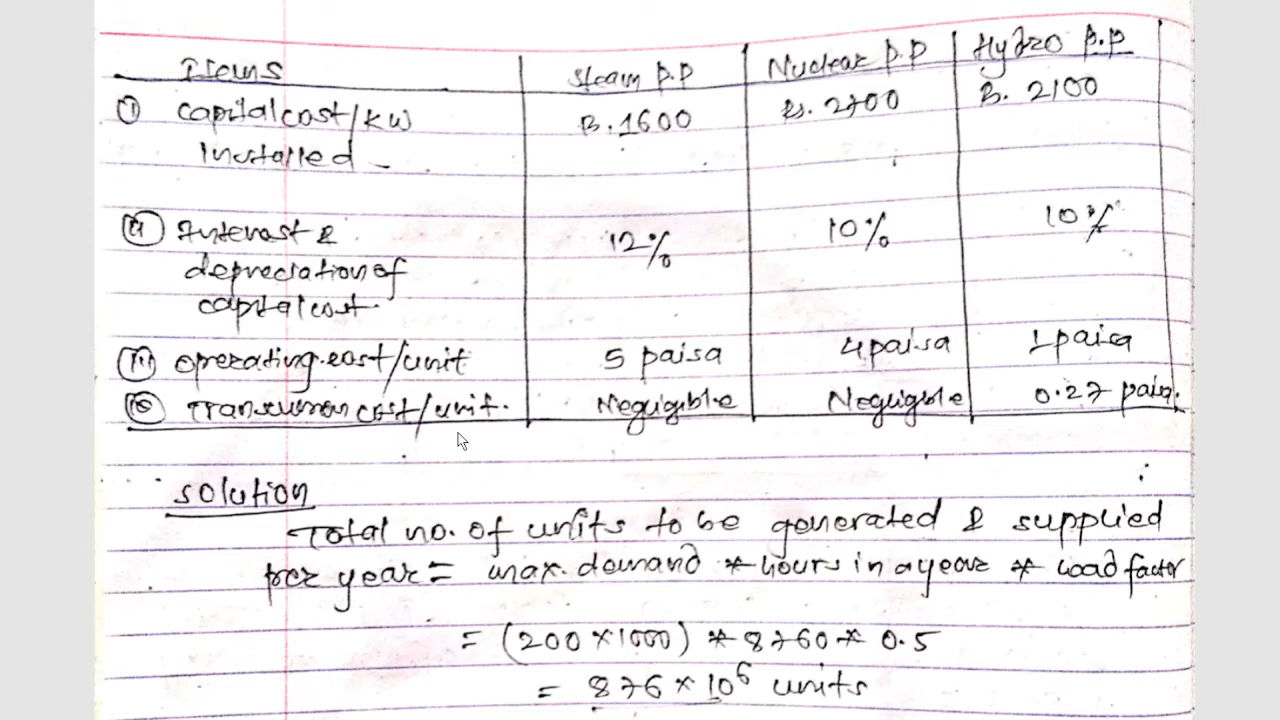 Items Steam P.P Nuclear P.P Hydro P.P
(i) capital cost/kW Rs. 1600 Rs. 2700 Rs. 2100
Installed
(ii) Interest & 12% 10% 10%
depreciation of
capital cost.
(iii) operating cost/unit 5 paisa 4 paisa 1 paisa
Transmission cost/unit. Negligible Negligible 0.27 paisa.
Solution
Total no. of units to be generated & supplied
per year = max. demand * hours in a year * load factor
= (200 × 1000) * 8760 * 0.5
= 876 × 10⁶ units